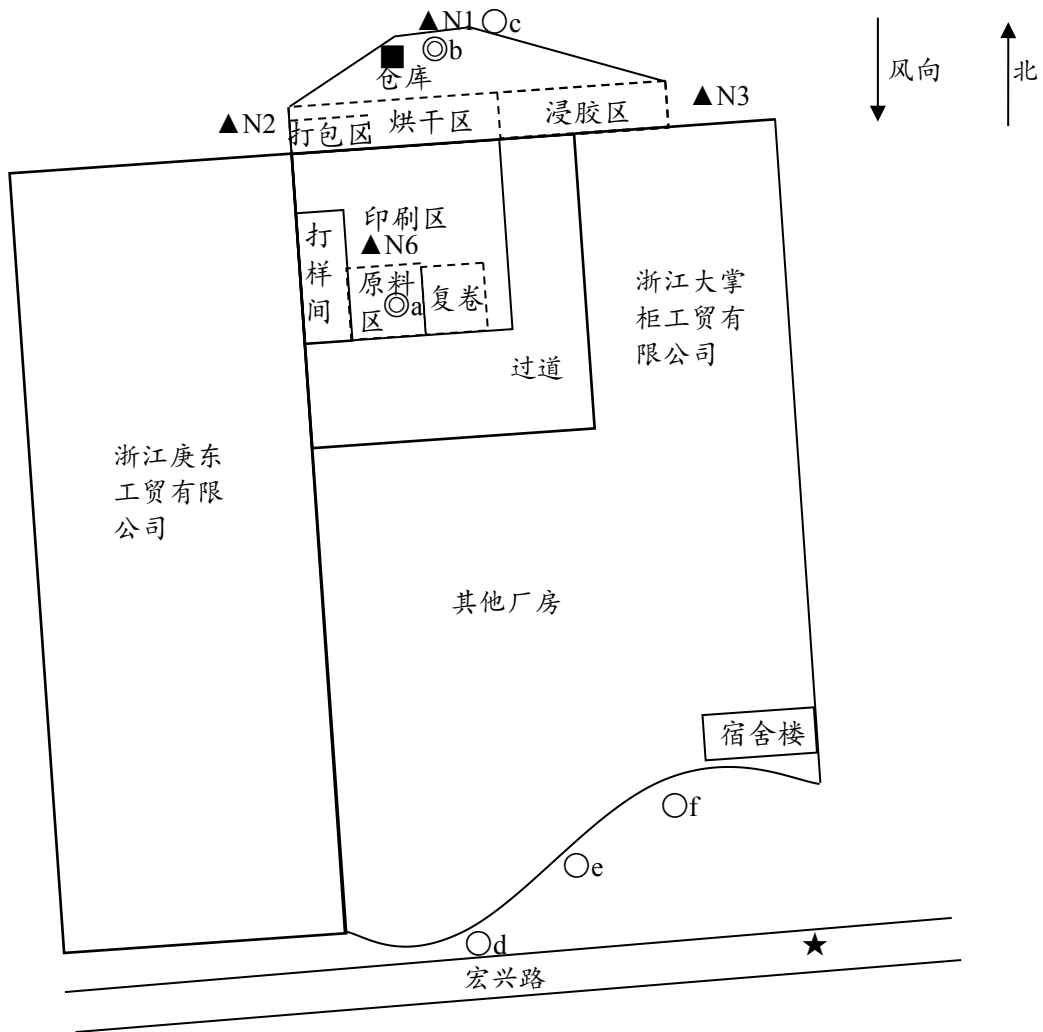 ▲N1 ○c
◎b
■
仓库
风向
北
▲N2
▲N3
打包区
烘干区
浸胶区
印刷区
▲N6
打
样
间
原料
区
◎a
复卷
过道
浙江大掌
柜工贸有
限公司
浙江庚东
工贸有限
公司
其他厂房
宿舍楼
○f
○e
○d
★
宏兴路